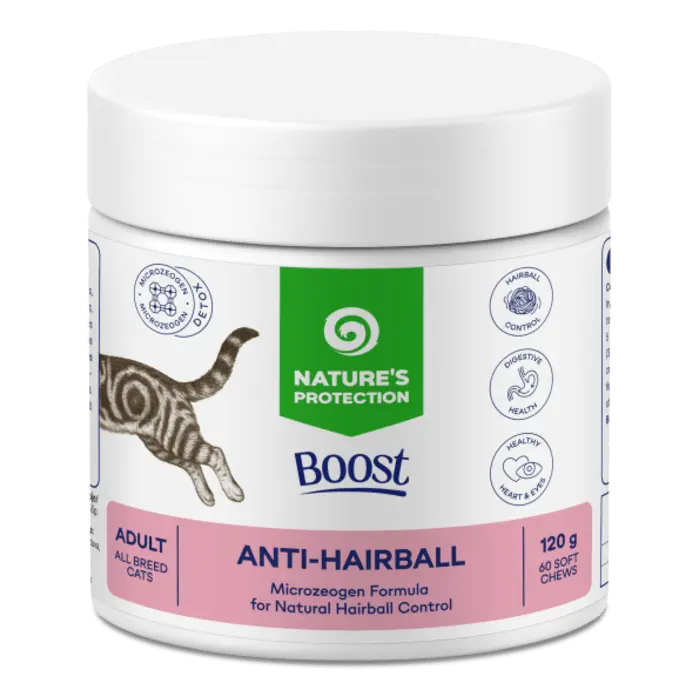 MICROZEOGEN
MICROZEOGEN
DETOX
NATURE'S
PROTECTION
Boost
HAIRBALL
CONTROL
DIGESTIVE
HEALTH
HEALTHY
HEART & EYES
ADULT
ALL BREED
CATS
ANTI-HAIRBALL
Microzeogen Formula
for Natural Hairball Control
120 g
60 SOFT
CHEWS